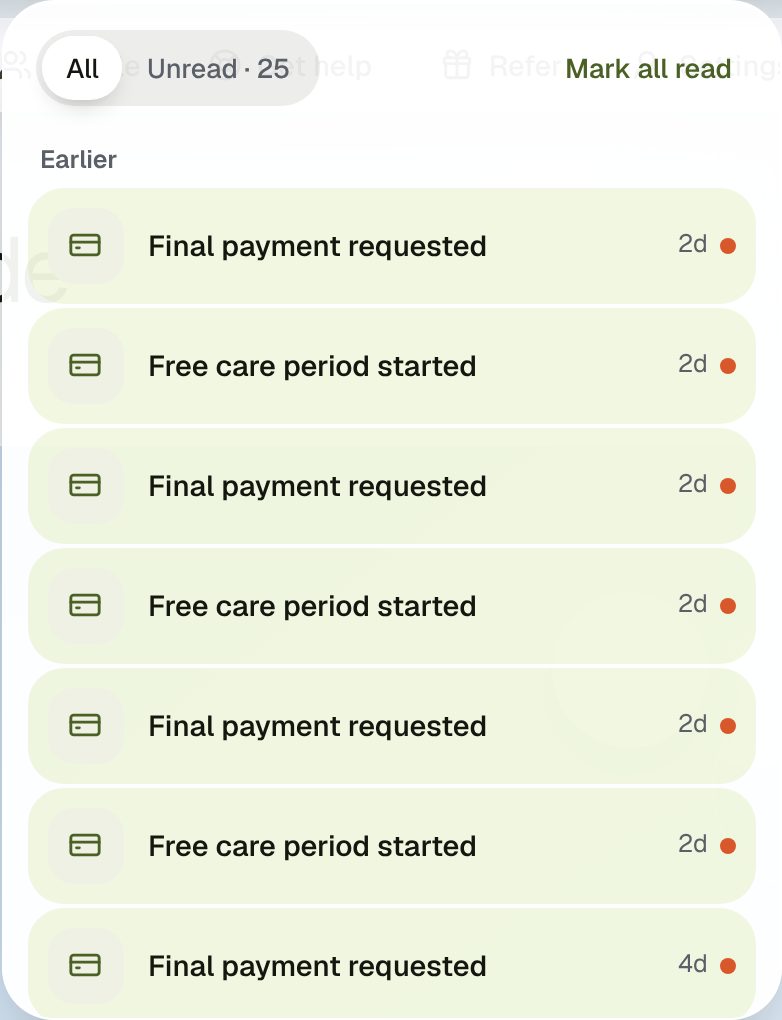 All
Unread · 25
Mark all read
Earlier
Final payment requested 2d
Free care period started 2d
Final payment requested 2d
Free care period started 2d
Final payment requested 2d
Free care period started 2d
Final payment requested 4d